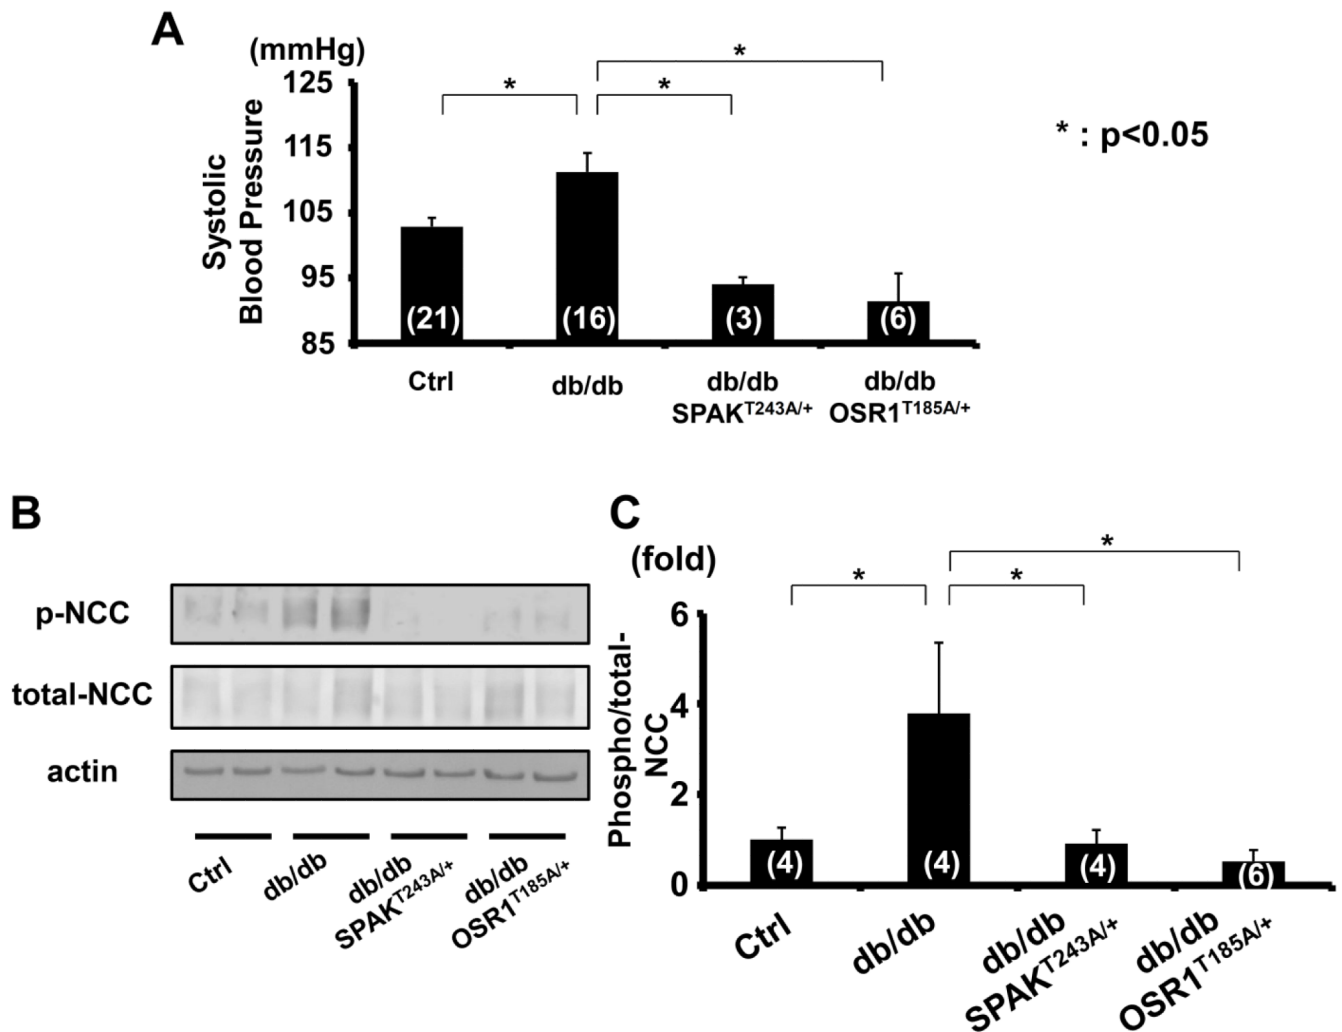 A
(mmHg)
125
115
105
95
85
Systolic
Blood Pressure
*
*
*
* : p<0.05
(21)
(16)
(3)
(6)
Ctrl
db/db
db/db
SPAKT243A/+
db/db
OSR1T185A/+
B
p-NCC
total-NCC
actin
Ctrl
db/db
db/db
SPAKT243A/+
db/db
OSR1T185A/+
C
(fold)
6
4
2
0
Phospho/total-
NCC
*
*
*
(4)
(4)
(4)
(6)
Ctrl
db/db
db/db
SPAKT243A/+
db/db
OSR1T185A/+